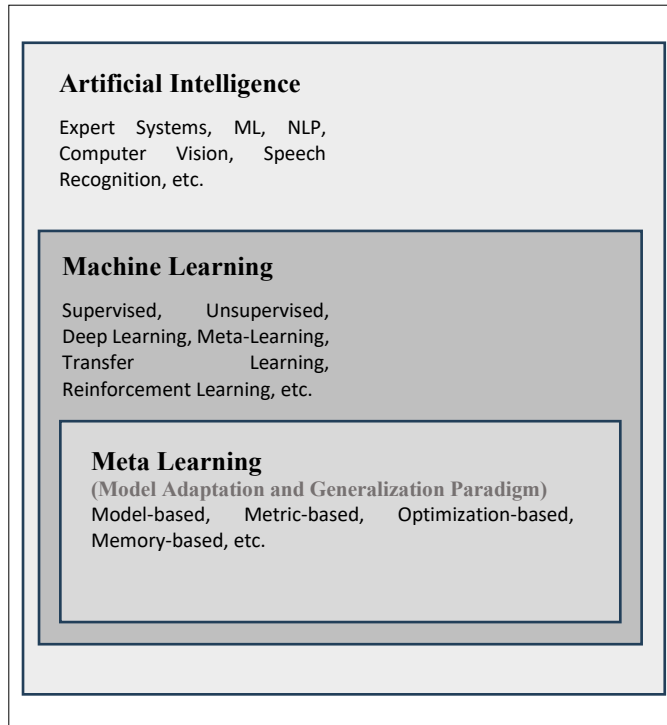 Artificial Intelligence
Expert Systems, ML, NLP,
Computer Vision, Speech
Recognition, etc.
Machine Learning
Supervised, Unsupervised,
Deep Learning, Meta-Learning,
Transfer Learning,
Reinforcement Learning, etc.
Meta Learning
(Model Adaptation and Generalization Paradigm)
Model-based, Metric-based, Optimization-based,
Memory-based, etc.